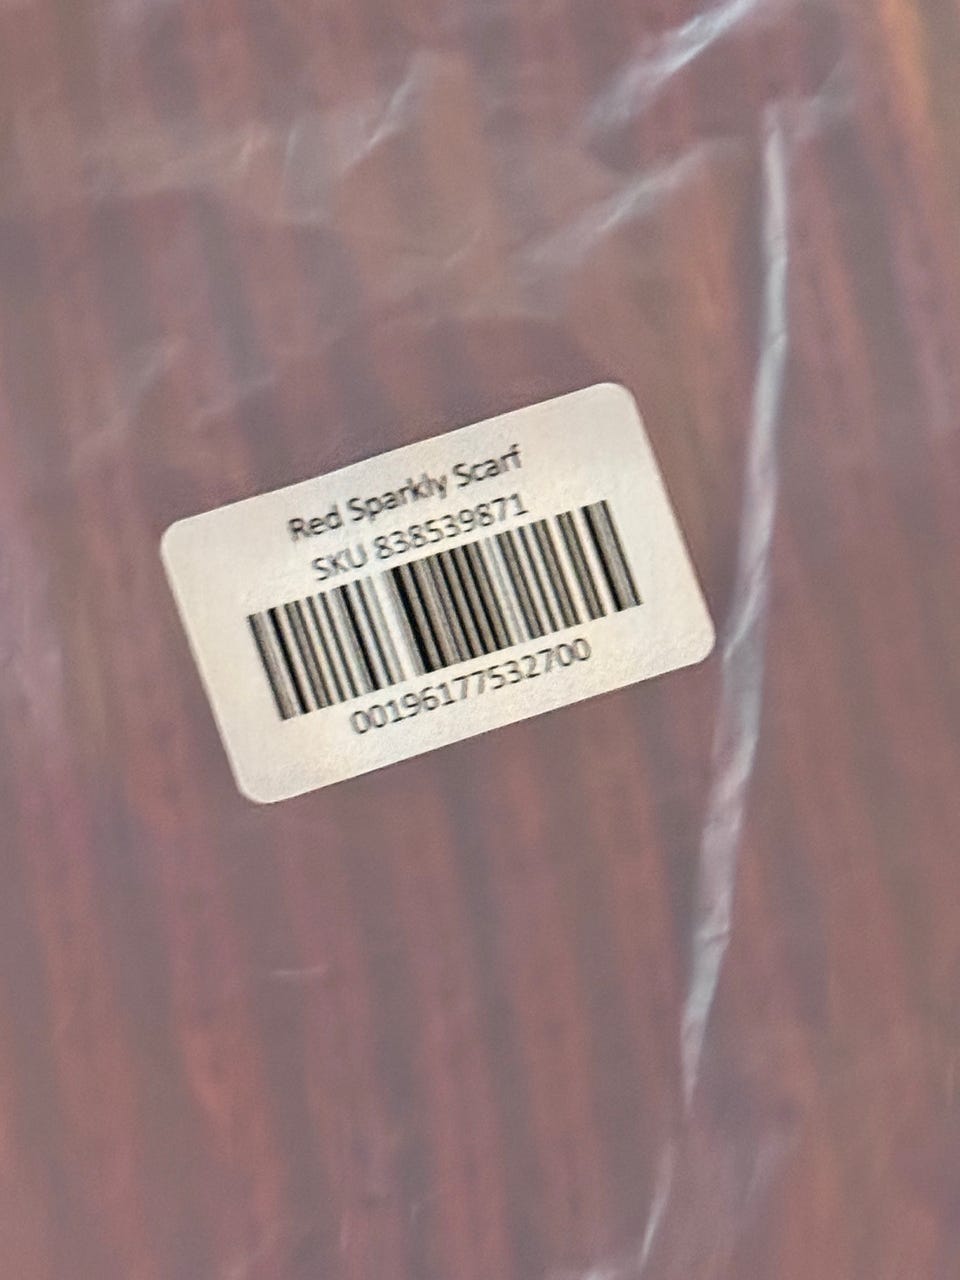 Red Sparkly Scarf
SKU 838539871
00196177532700